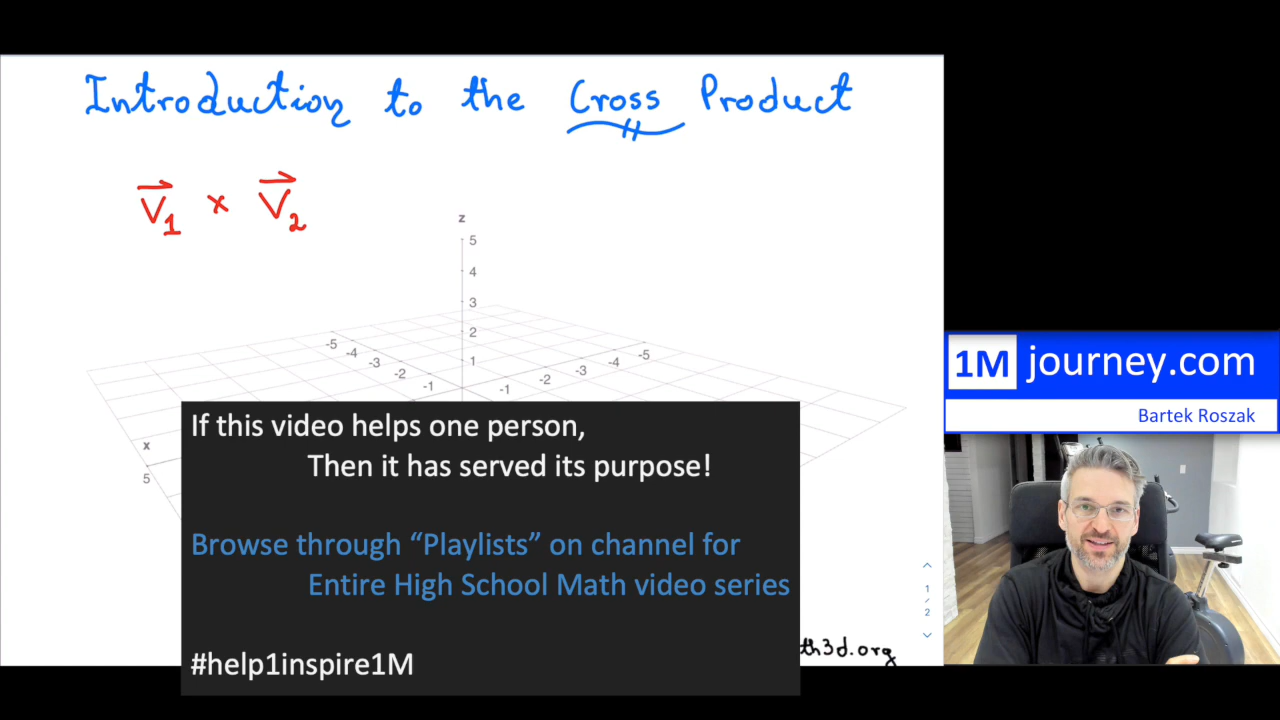 Introduction to the Cross Product
V1 x V2
z
5
4
3
2
1
-5
-4
-3
-2
-1
-5
-4
-3
-2
-1
x
5
If this video helps one person,
Then it has served its purpose!
Browse through “Playlists” on channel for
Entire High School Math video series
#help1inspire1M
th3d.org
1
/
2
1M journey.com
Bartek Roszak